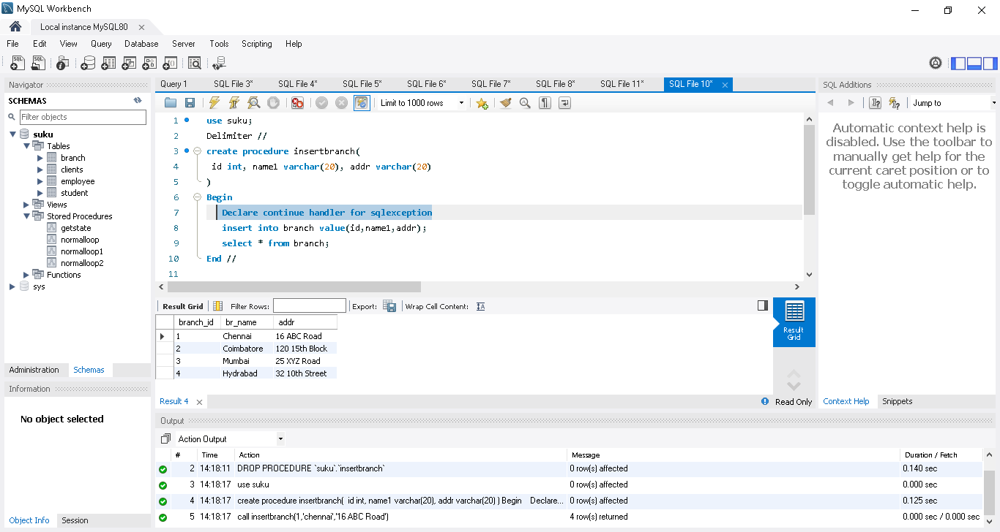 MySQL Workbench
Local instance MySQL80
File Edit View Query Database Server Tools Scripting Help
Navigator
SCHEMAS
Filter objects
suku
Tables
branch
clients
employee
student
Views
Stored Procedures
getstate
normalloop
normalloop1
normalloop2
Functions
sys
Administration Schemas
Information
No object selected
Object Info Session
Query 1 SQL File 3* SQL File 4* SQL File 5* SQL File 6* SQL File 7* SQL File 8* SQL File 11* SQL File 10*
Limit to 1000 rows
1 use suku;
2 Delimiter //
3 create procedure insertbranch(
4 id int, name1 varchar(20), addr varchar(20)
5 )
6 Begin
7 Declare continue handler for sqlexception
8 insert into branch value(id,name1,addr);
9 select * from branch;
10 End //
11
Result Grid Filter Rows: Export: Wrap Cell Content:
branch_id br_name addr
1 Chennai 16 ABC Road
2 Coimbatore 120 15th Block
3 Mumbai 25 XYZ Road
4 Hydrabad 32 10th Street
Result
Grid
Result 4 Read Only
Output
Action Output
# Time Action Message Duration / Fetch
2 14:18:11 DROP PROCEDURE `suku`.`insertbranch` 0 row(s) affected 0.140 sec
3 14:18:17 use suku 0 row(s) affected 0.000 sec
4 14:18:17 create procedure insertbranch( id int, name1 varchar(20), addr varchar(20) ) Begin Declare... 0 row(s) affected 0.125 sec
5 14:18:17 call insertbranch(1,'chennai','16 ABC Road') 4 row(s) returned 0.000 sec / 0.000 sec
SQL Additions
Jump to
Automatic context help is
disabled. Use the toolbar to
manually get help for the
current caret position or to
toggle automatic help.
Context Help Snippets